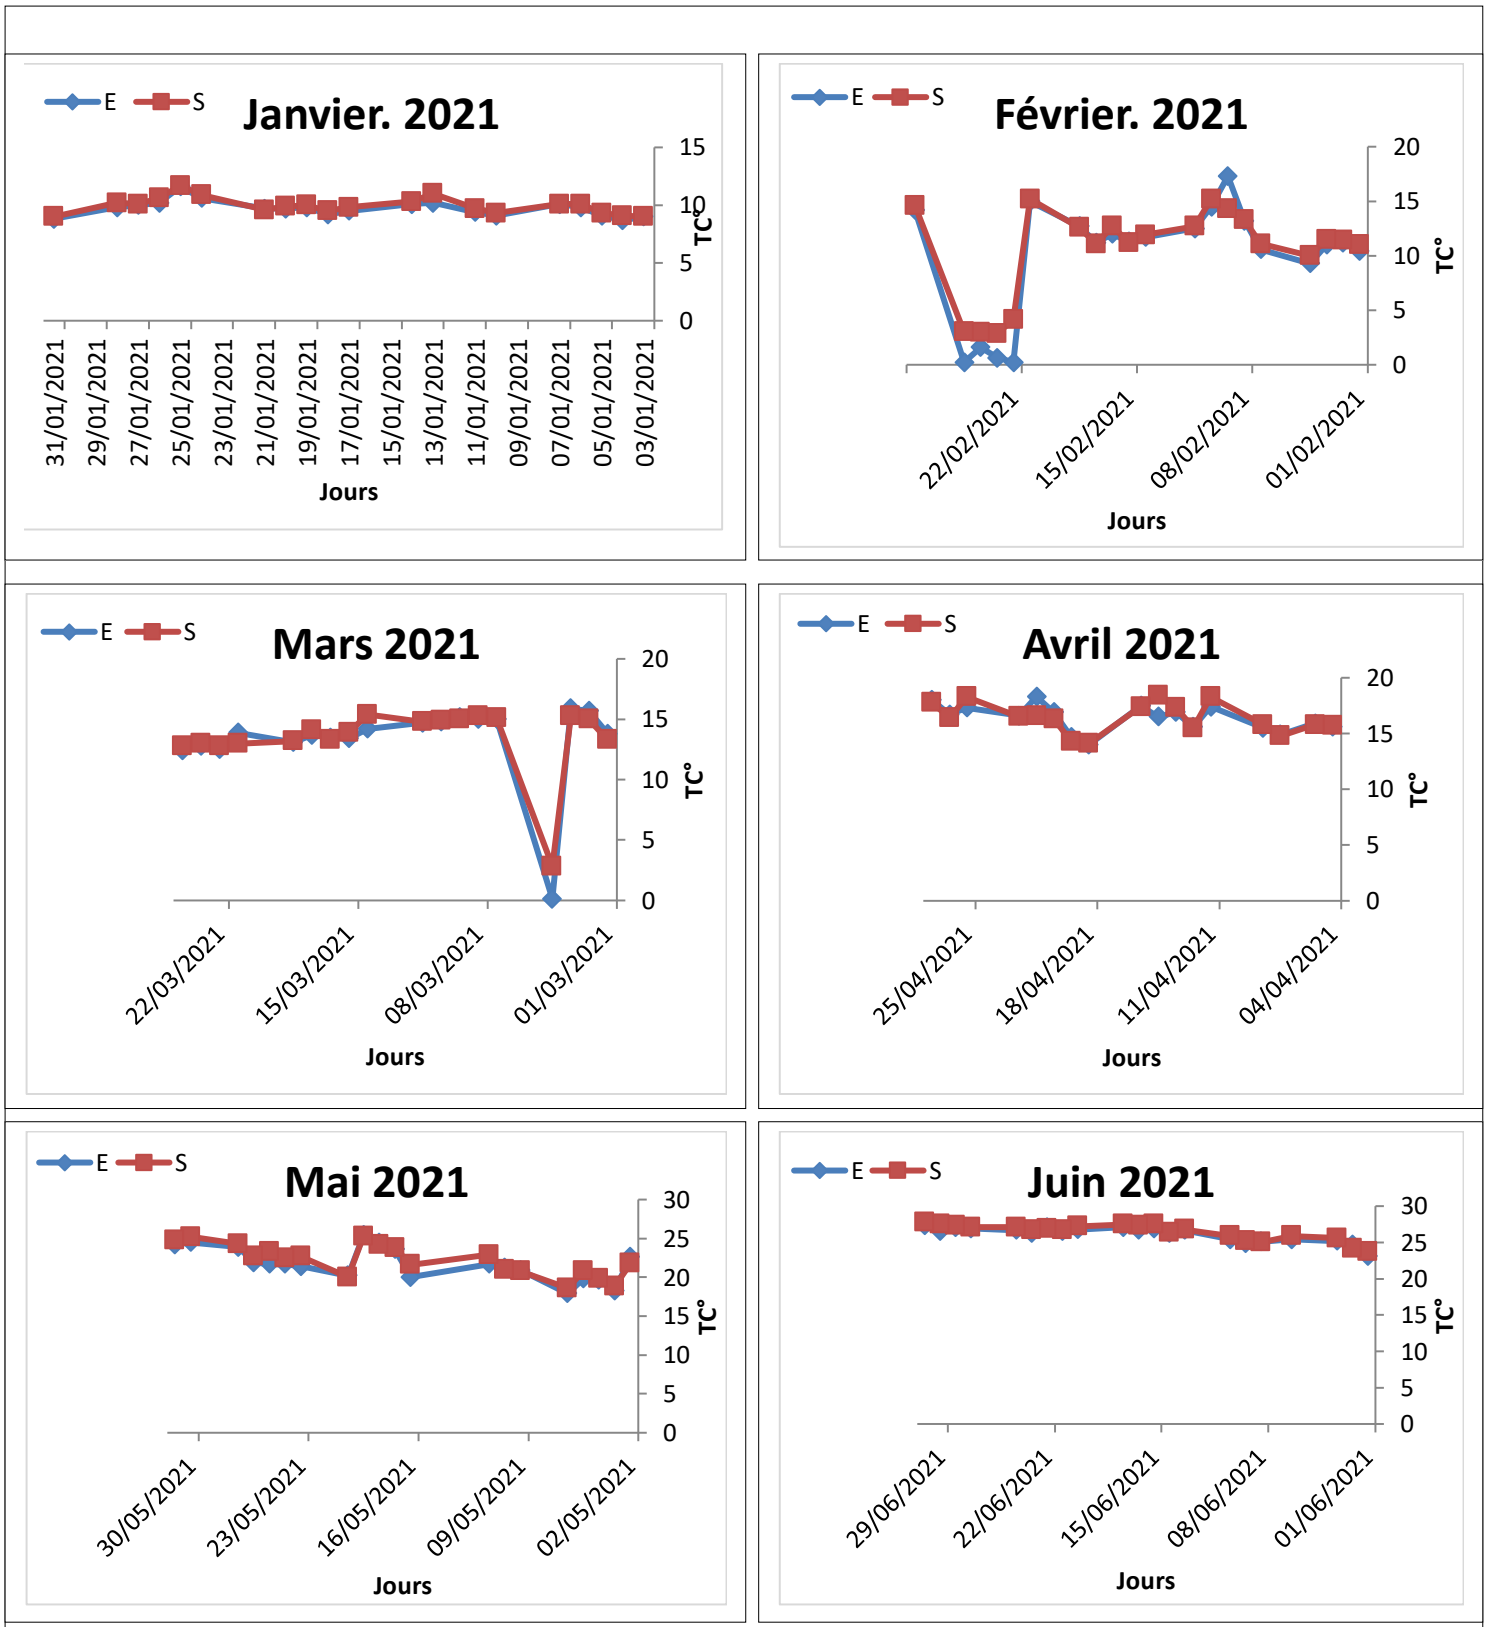 E S
Janvier. 2021
15
10
5
0
TC°
31/01/2021
29/01/2021
27/01/2021
25/01/2021
23/01/2021
21/01/2021
19/01/2021
17/01/2021
15/01/2021
13/01/2021
11/01/2021
09/01/2021
07/01/2021
05/01/2021
03/01/2021
Jours
E S
Février. 2021
20
15
10
5
0
TC°
22/02/2021
15/02/2021
08/02/2021
01/02/2021
Jours
E S
Mars 2021
20
15
10
5
0
TC°
22/03/2021
15/03/2021
08/03/2021
01/03/2021
Jours
E S
Avril 2021
20
15
10
5
0
TC°
25/04/2021
18/04/2021
11/04/2021
04/04/2021
Jours
E S
Mai 2021
30
25
20
15
10
5
0
TC°
30/05/2021
23/05/2021
16/05/2021
09/05/2021
02/05/2021
Jours
E S
Juin 2021
30
25
20
15
10
5
0
TC°
29/06/2021
22/06/2021
15/06/2021
08/06/2021
01/06/2021
Jours